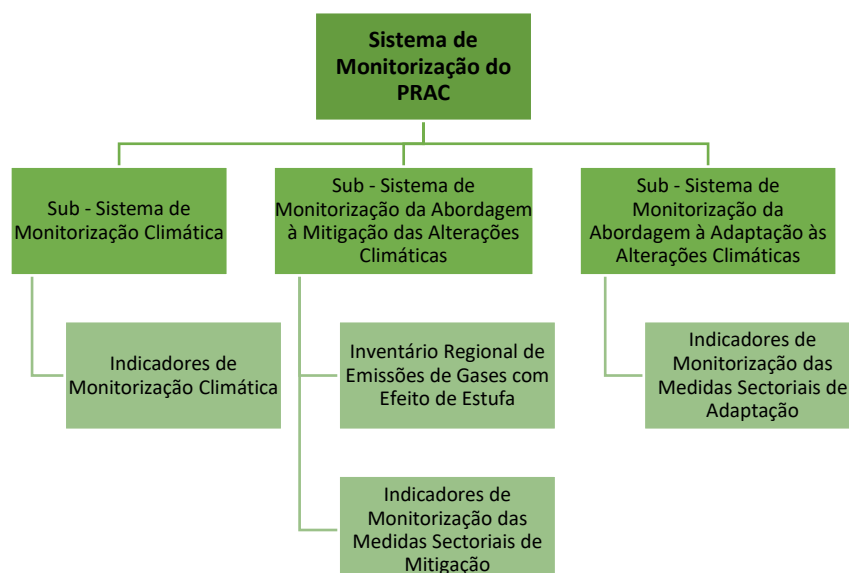 Sistema de
Monitorização do
PRAC
Sub - Sistema de
Monitorização Climática
Sub - Sistema de
Monitorização da Abordagem
à Mitigação das Alterações
Climáticas
Sub - Sistema de
Monitorização da
Abordagem à Adaptação às
Alterações Climáticas
Indicadores de
Monitorização Climática
Inventário Regional de
Emissões de Gases com
Efeito de Estufa
Indicadores de
Monitorização das
Medidas Sectoriais de
Adaptação
Indicadores de
Monitorização das
Medidas Sectoriais de
Mitigação